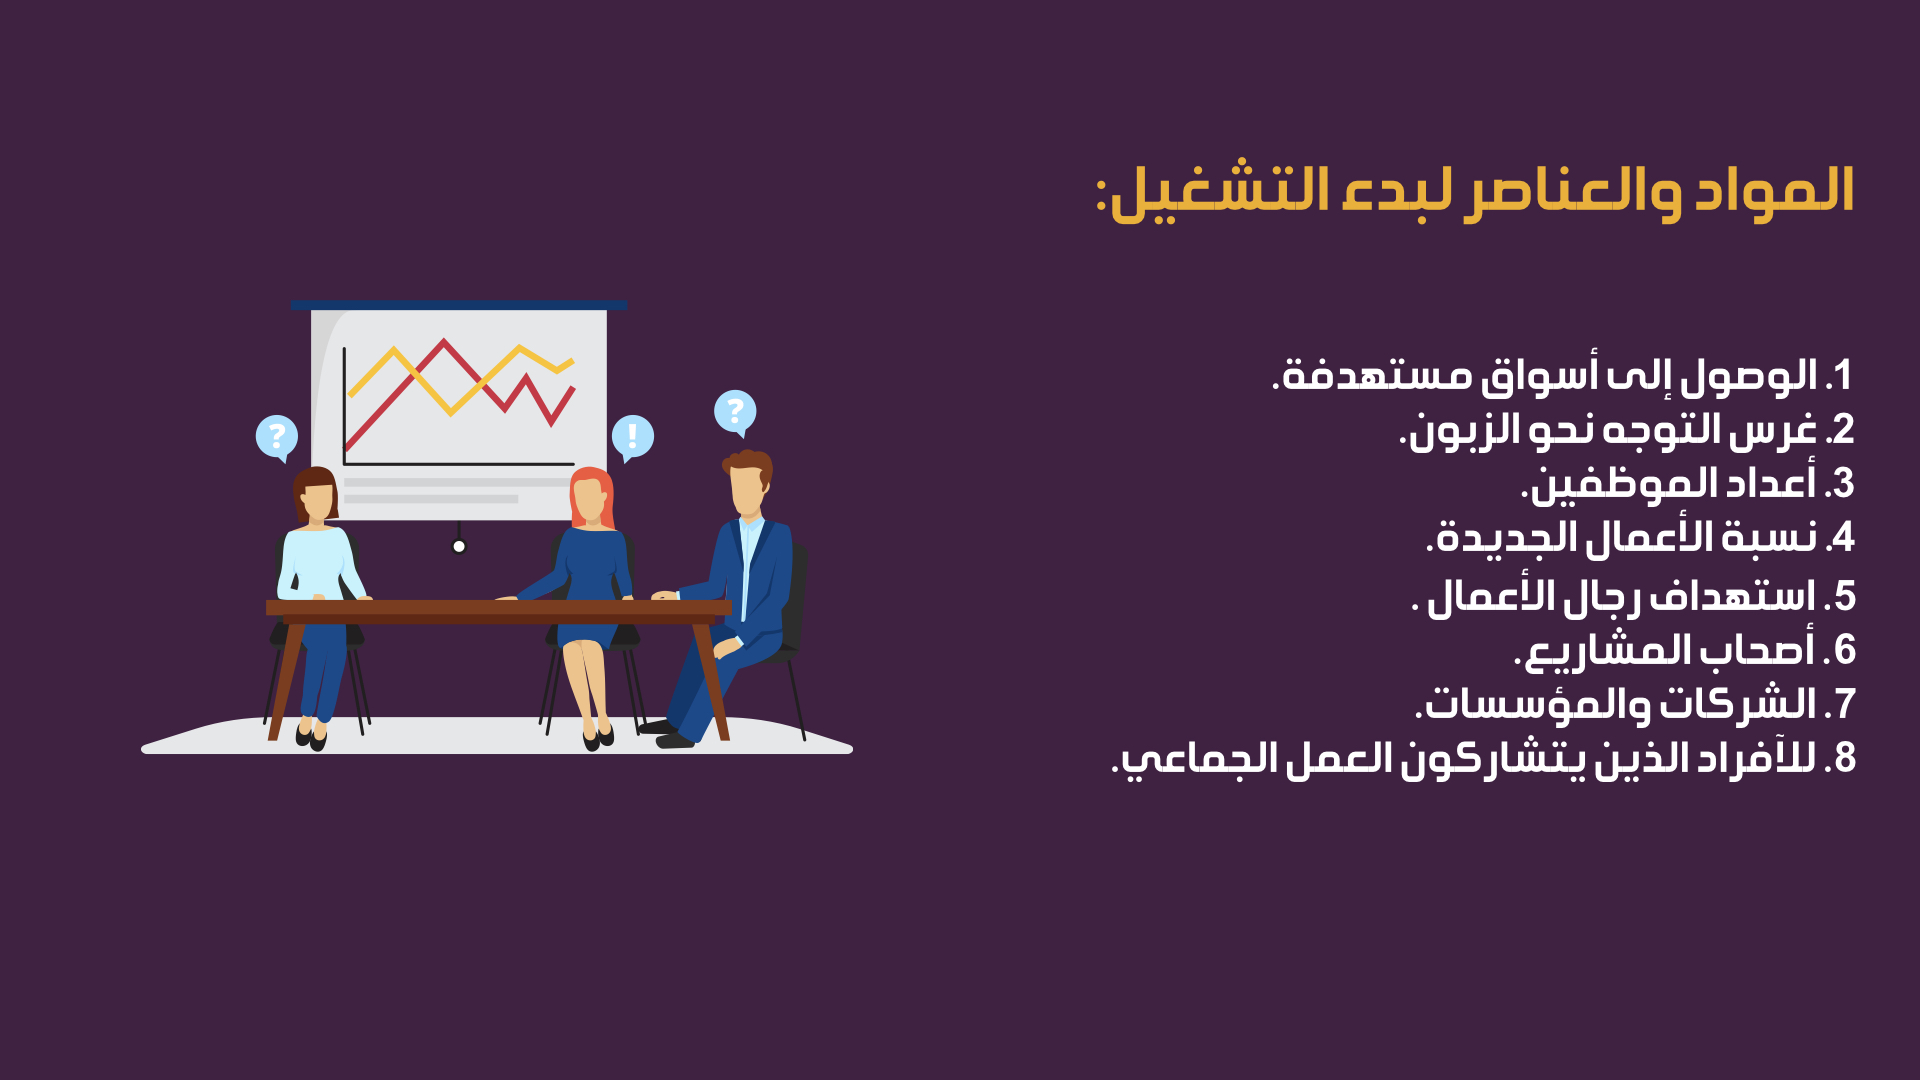 المواد والعناصر لبدء التشغيل:
1. الوصول إلى أسواق مستهدفة.
2. غرس التوجه نحو الزبون.
3. أعداد الموظفين.
4. نسبة الأعمال الجديدة.
5. استهداف رجال الأعمال .
6. أصحاب المشاريع.
7. الشركات والمؤسسات.
8. للآفراد الذين يتشاركون العمل الجماعي.
?
!
?